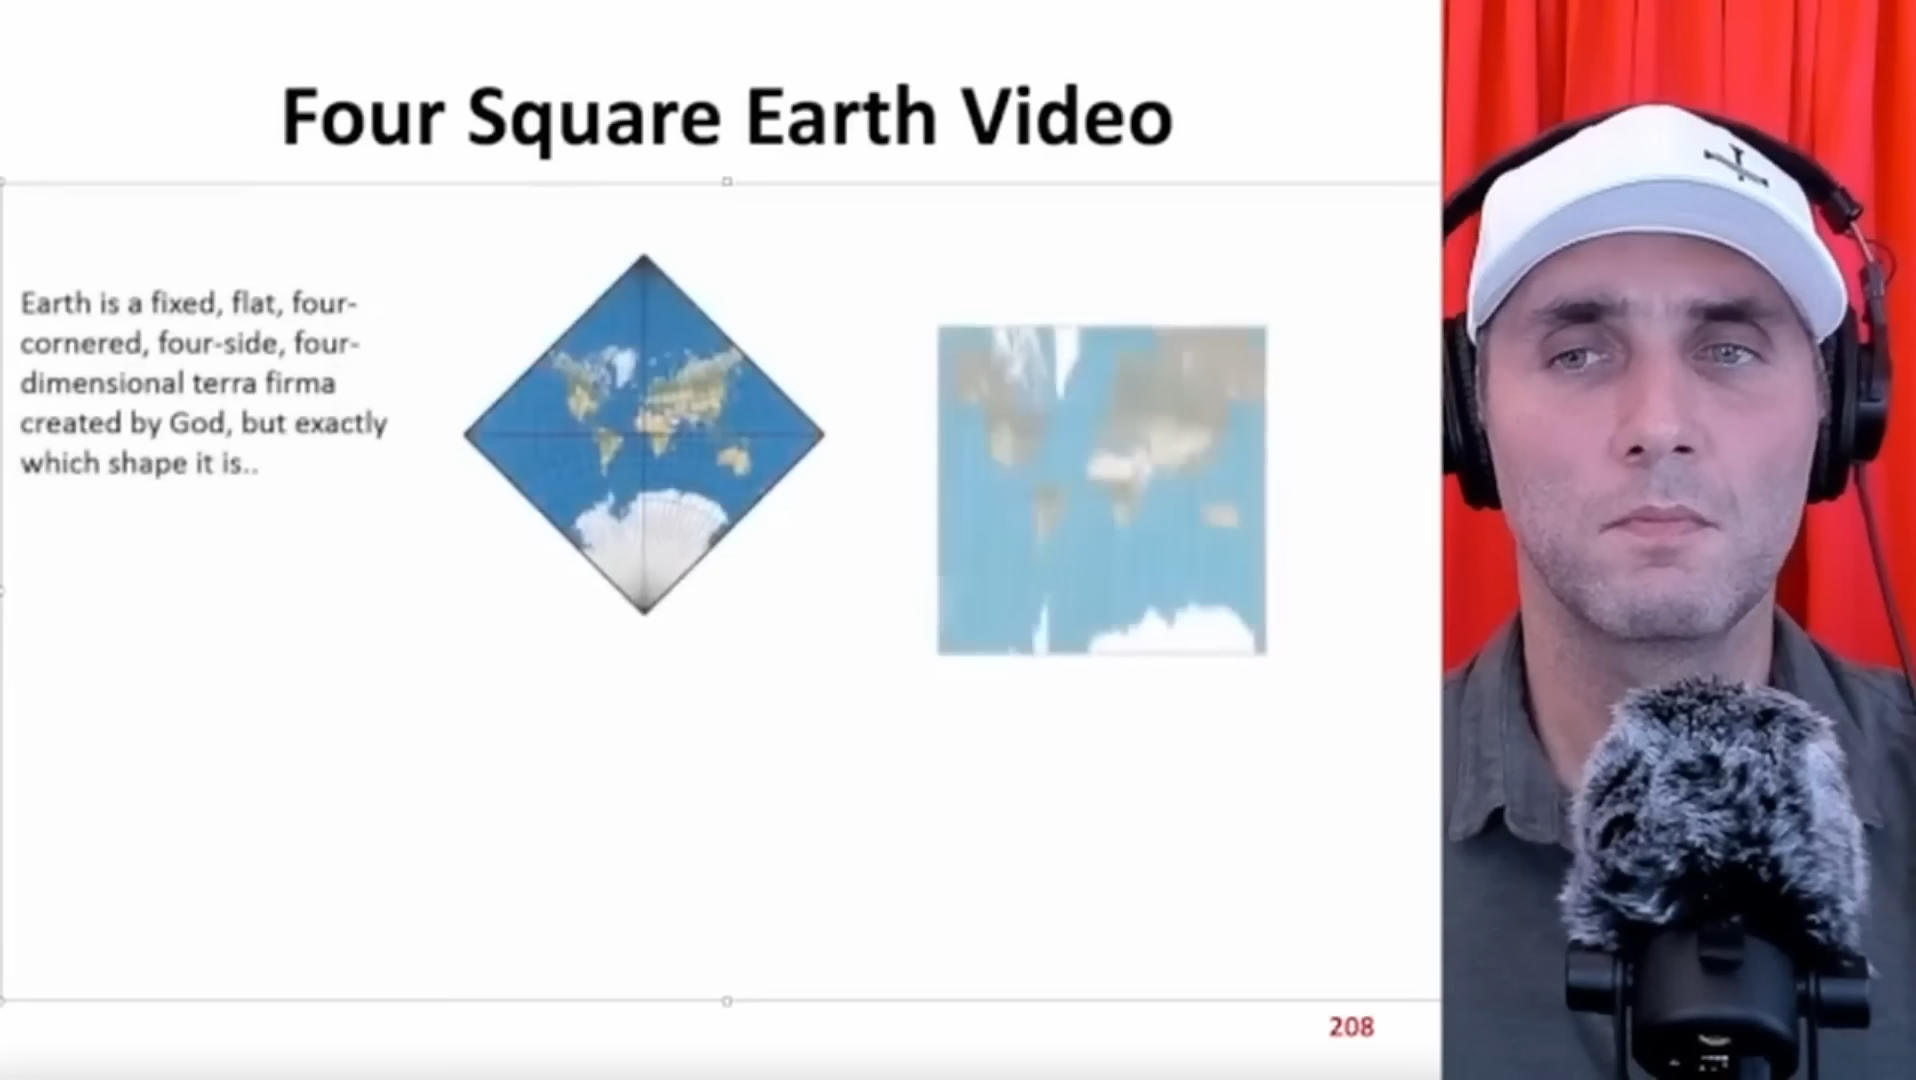 Four Square Earth Video
Earth is a fixed, flat, four-
cornered, four-side, four-
dimensional terra firma
created by God, but exactly
which shape it is..
208